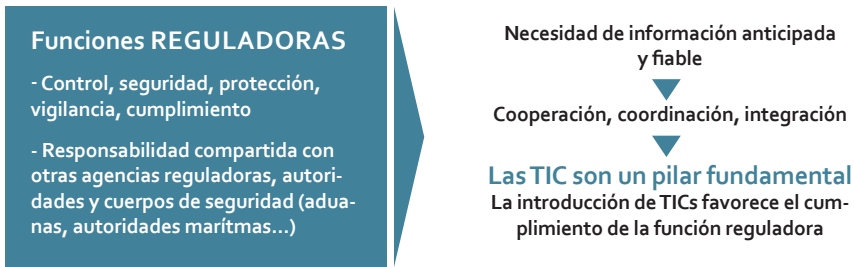 Funciones REGULADORAS
- Control, seguridad, protección,
vigilancia, cumplimiento
- Responsabilidad compartida con
otras agencias reguladoras, autori-
dades y cuerpos de seguridad (adua-
nas, autoridades marítmas...)
Necesidad de información anticipada
y fiable
Cooperación, coordinación, integración
Las TIC son un pilar fundamental
La introducción de TICs favorece el cum-
plimiento de la función reguladora